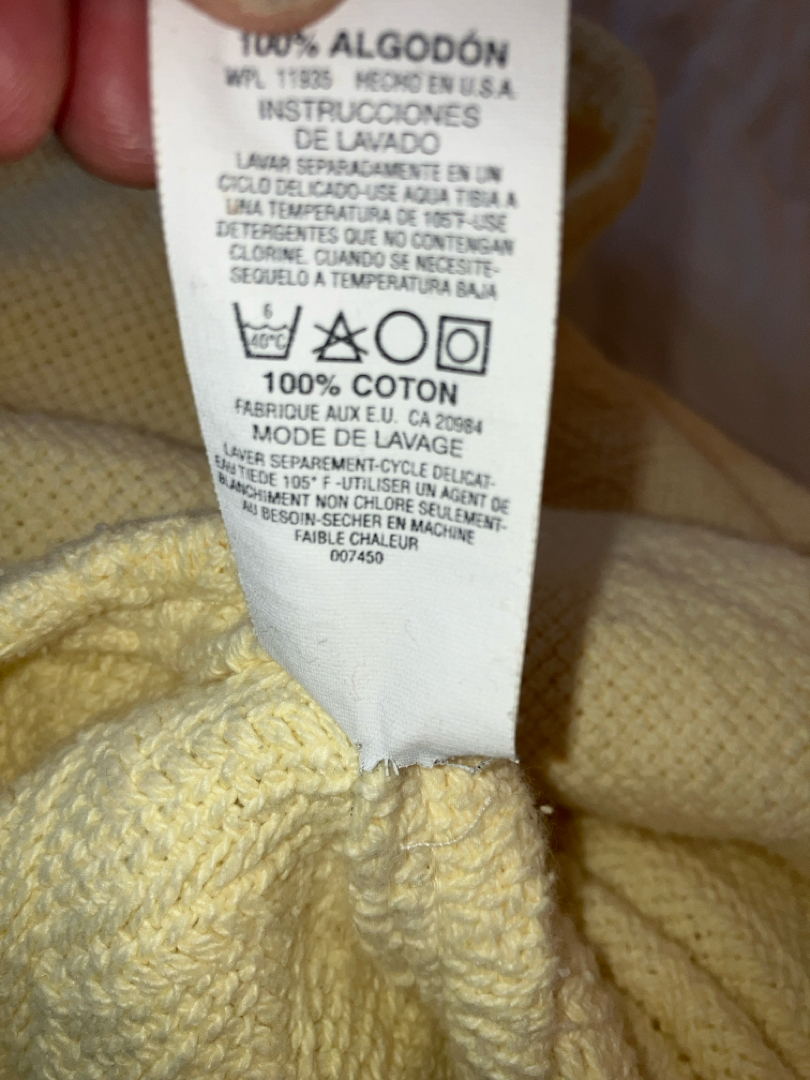 100% ALGODÓN
WPL 11935 HECHO EN U.S.A.
INSTRUCCIONES
DE LAVADO
LAVAR SEPARADAMENTE EN UN
CICLO DELICADO-USE AQUA TIBIA A
UNA TEMPERATURA DE 105°F-USE
DETERGENTES QUE NO CONTENGAN
CLORINE. CUANDO SE NECESITE-
SEQUELO A TEMPERATURA BAJA
6
40°C
100% COTON
FABRIQUE AUX E.U. CA 20984
MODE DE LAVAGE
LAVER SEPAREMENT-CYCLE DELICAT-
EAU TIEDE 105° F -UTILISER UN AGENT DE
BLANCHIMENT NON CHLORE SEULEMENT-
AU BESOIN-SECHER EN MACHINE
FAIBLE CHALEUR
007450